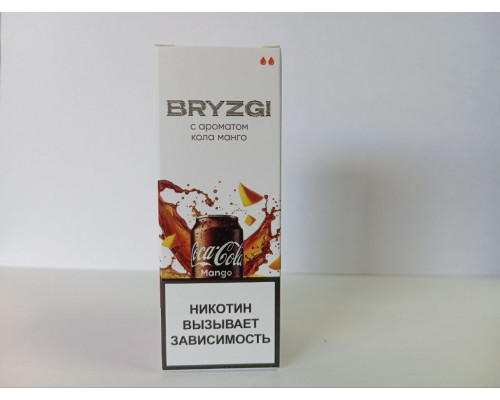 BRYZGI
с ароматом
кола манго
Coca-Cola
Mango
НИКОТИН
ВЫЗЫВАЕТ
ЗАВИСИМОСТЬ